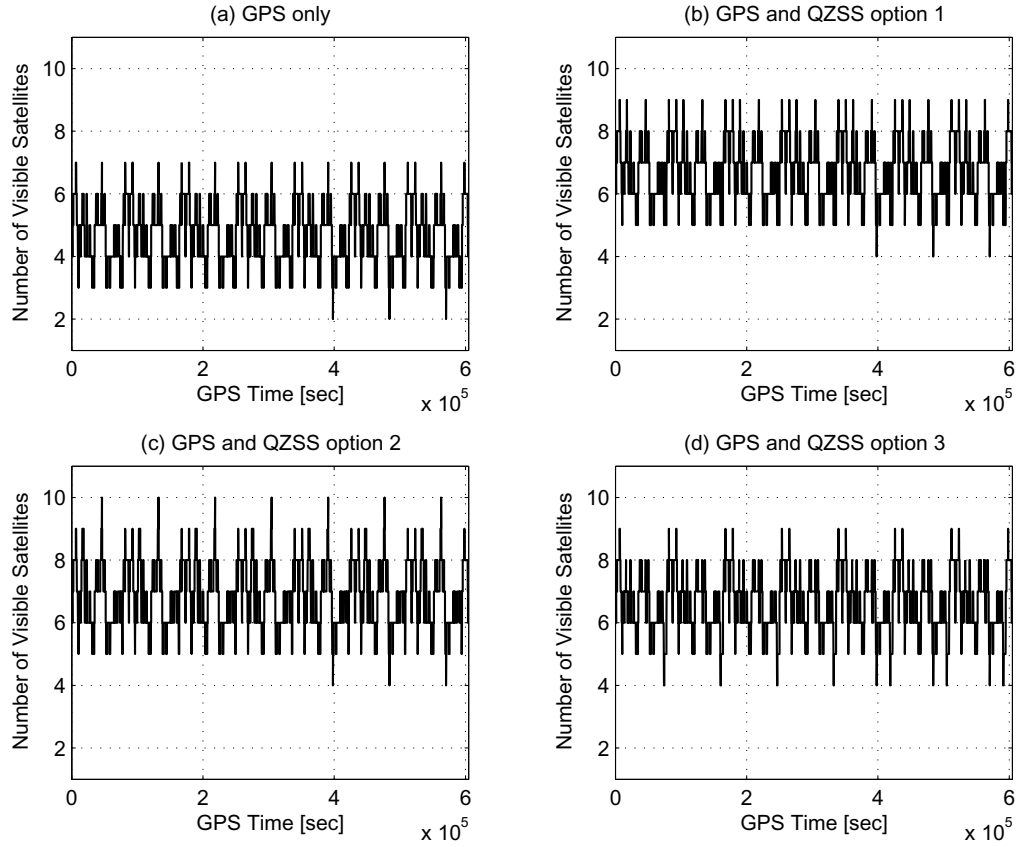 (a) GPS only
Number of Visible Satellites
10
8
6
4
2
0 2 4 6
GPS Time [sec]
x 10^5
(b) GPS and QZSS option 1
Number of Visible Satellites
10
8
6
4
2
0 2 4 6
GPS Time [sec]
x 10^5
(c) GPS and QZSS option 2
Number of Visible Satellites
10
8
6
4
2
0 2 4 6
GPS Time [sec]
x 10^5
(d) GPS and QZSS option 3
Number of Visible Satellites
10
8
6
4
2
0 2 4 6
GPS Time [sec]
x 10^5